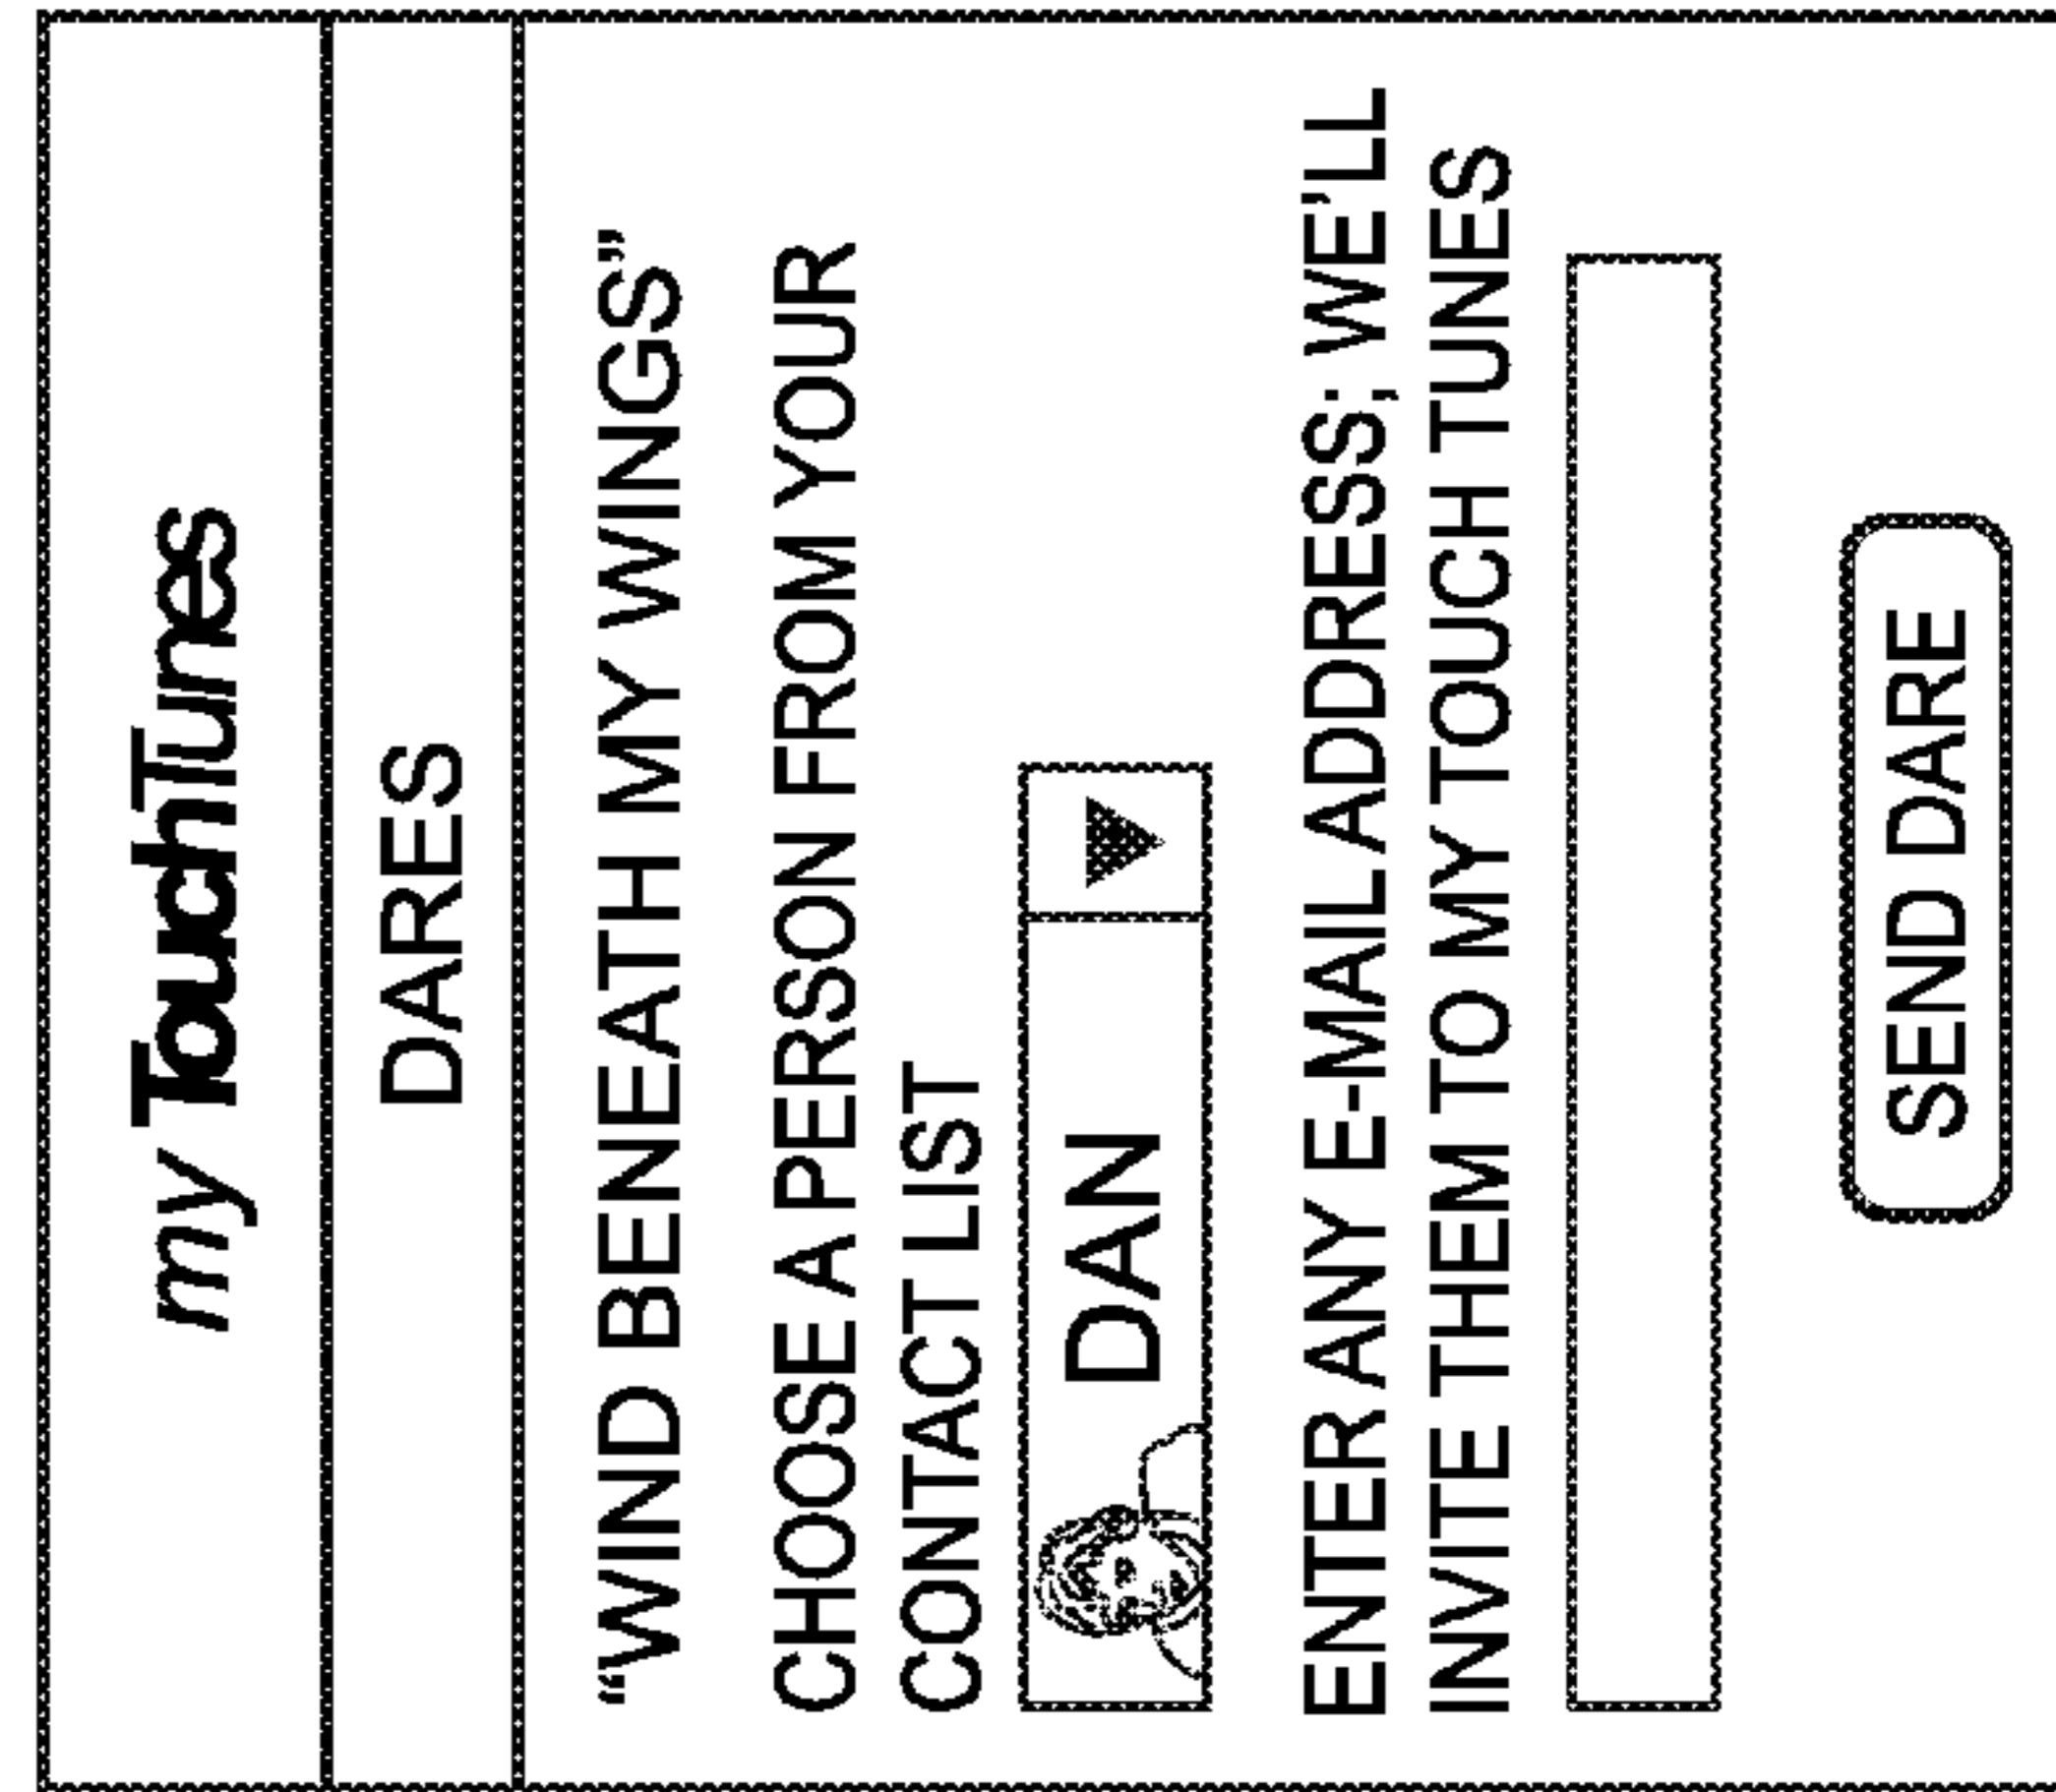 my TouchTunes
DARES
“WIND BENEATH MY WINGS”
CHOOSE A PERSON FROM YOUR
CONTACT LIST
DAN
ENTER ANY E-MAIL ADDRESS; WE’LL
INVITE THEM TO MY TOUCH TUNES
SEND DARE